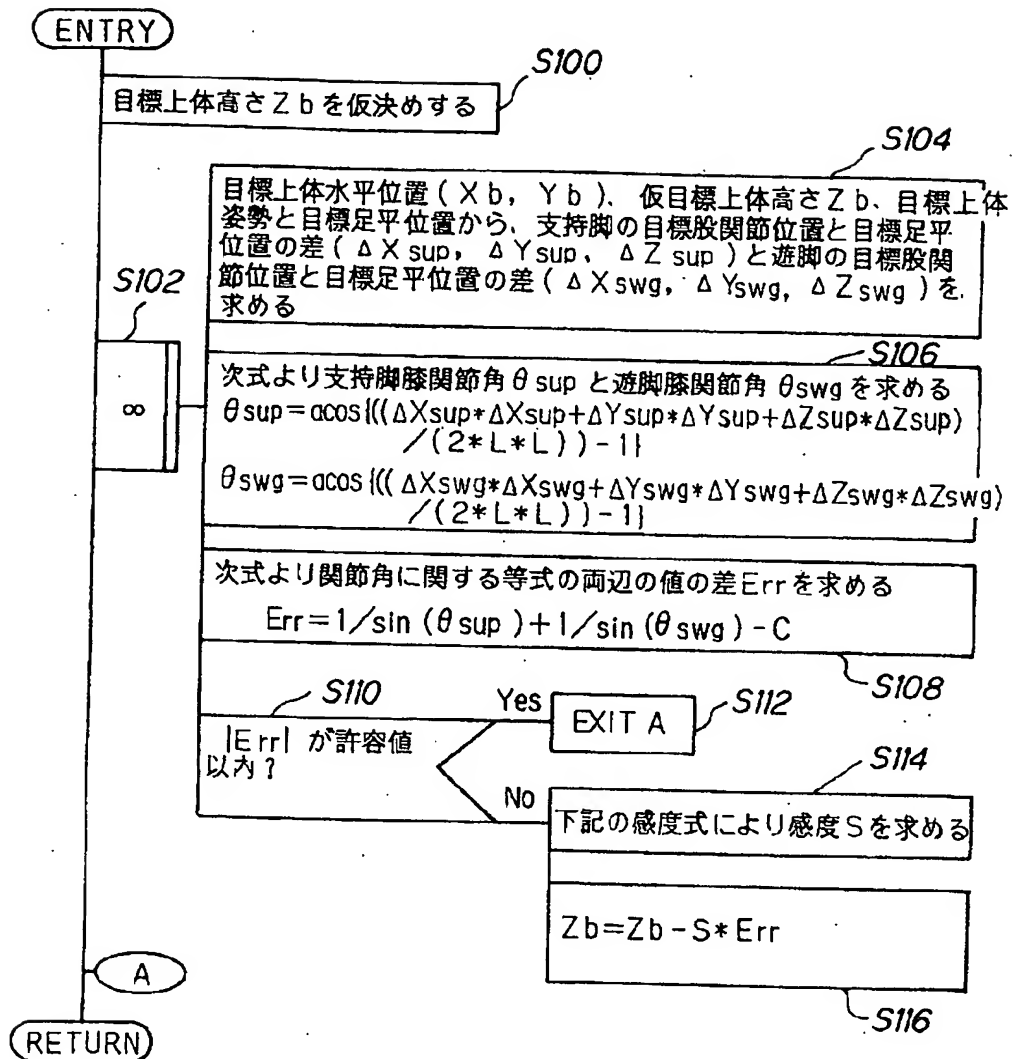 ENTRY
S100
目標上体高さZbを仮決めする
S104
目標上体水平位置(Xb, Yb)、仮目標上体高さZb、目標上体
姿勢と目標足平位置から、支持脚の目標股関節位置と目標足平
位置の差(ΔXsup, ΔYsup, ΔZsup)と遊脚の目標股関
節位置と目標足平位置の差(ΔXswg, ΔYswg, ΔZswg)を
求める
S102
∞
S106
次式より支持脚膝関節角θsupと遊脚膝関節角θswgを求める
θsup=acos{((ΔXsup*ΔXsup+ΔYsup*ΔYsup+ΔZsup*ΔZsup)
/(2*L*L))-1}
θswg=acos{((ΔXswg*ΔXswg+ΔYswg*ΔYswg+ΔZswg*ΔZswg)
/(2*L*L))-1}
次式より関節角に関する等式の両辺の値の差Errを求める
Err=1/sin(θsup)+1/sin(θswg)-C
S108
S110
|Err|が許容値
以内?
Yes
EXIT A
S112
No
S114
下記の感度式により感度Sを求める
Zb=Zb-S*Err
S116
A
RETURN